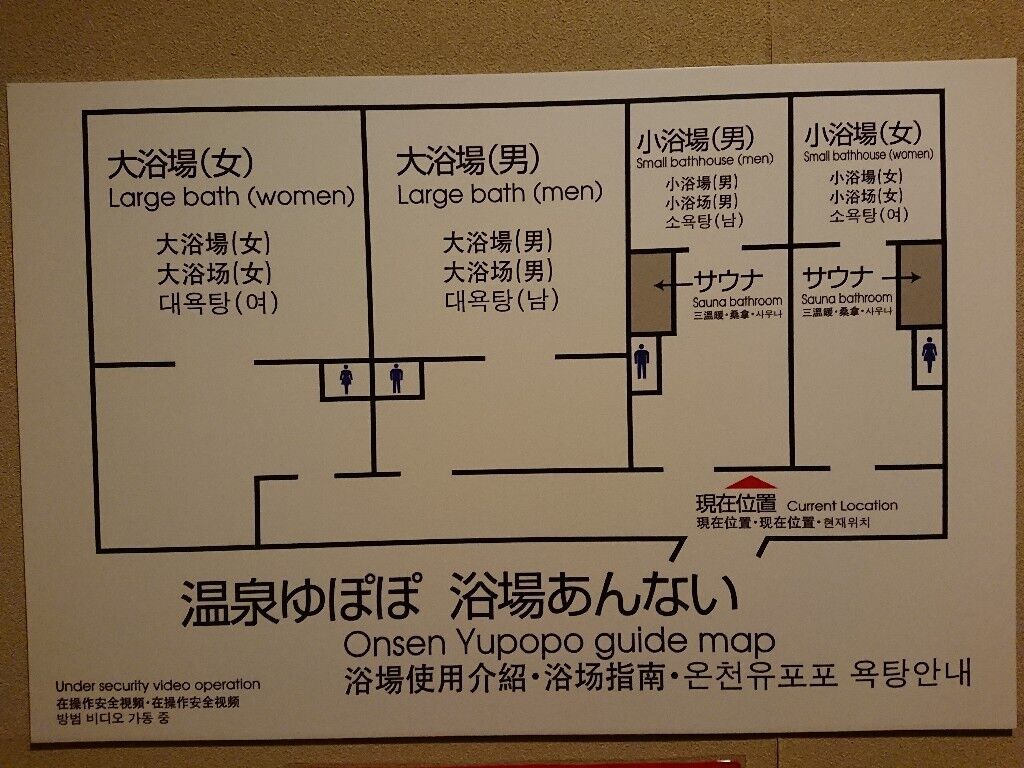 大浴場(女)
Large bath (women)
大浴場(女)
大浴场(女)
대욕탕(여)
大浴場(男)
Large bath (men)
大浴場(男)
大浴场(男)
대욕탕(남)
小浴場(男)
Small bathhouse (men)
小浴場(男)
小浴场(男)
소욕탕(남)
小浴場(女)
Small bathhouse (women)
小浴場(女)
小浴场(女)
소욕탕(여)
サウナ
Sauna bathroom
三溫暖・桑拿・사우나
サウナ
Sauna bathroom
三溫暖・桑拿・사우나
現在位置 Current Location
現在位置・现在位置・현재위치
温泉ゆぽぽ 浴場あんない
Onsen Yupopo guide map
浴場使用介紹・浴场指南・온천유포포 욕탕안내
Under security video operation
在操作安全視頻・在操作安全视频
방범 비디오 가동 중